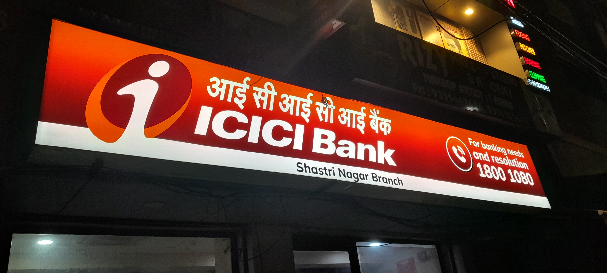 आई सी आई सी आई बैंक
ICICI Bank
Shastri Nagar Branch
For banking needs
and resolution
1800 1080